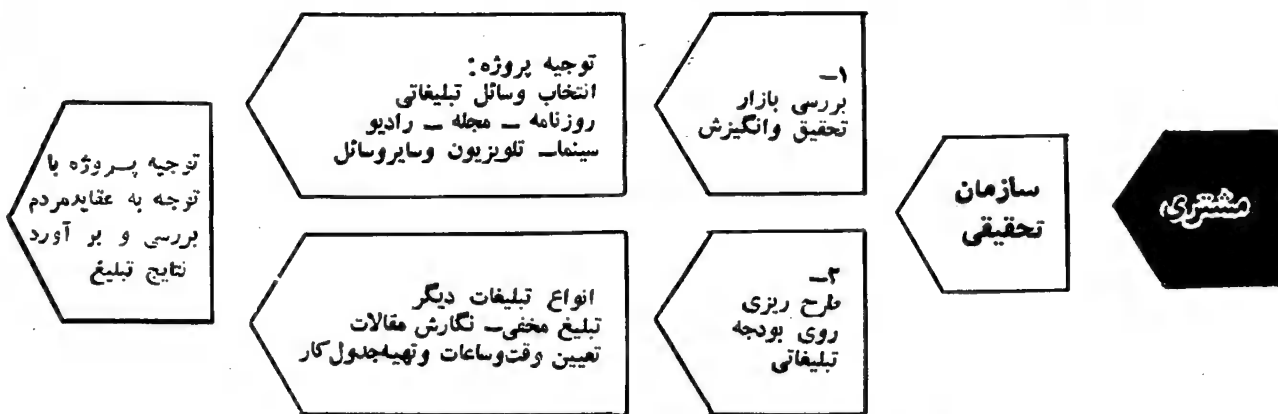 مشتری
سازمان
تحقیقی
۱ـ
بررسی بازار
تحقیق وانگیزش
۲ـ
طرح ریزی
روی بودجه
تبلیغاتی
توجیه پروژه:
انتخاب وسائل تبلیغاتی
روزنامه ـ مجله ـ رادیو
سینما ـ تلویزیون وسایروسائل
انواع تبلیغات دیگر
تبلیغ مخفی ـ نگارش مقالات
تعیین وقت‌وساعات وتهیه‌جدول‌کار
توجیه پـروژه با
توجه به عقایدمردم
بررسی و بر آورد
نتایج تبلیغ